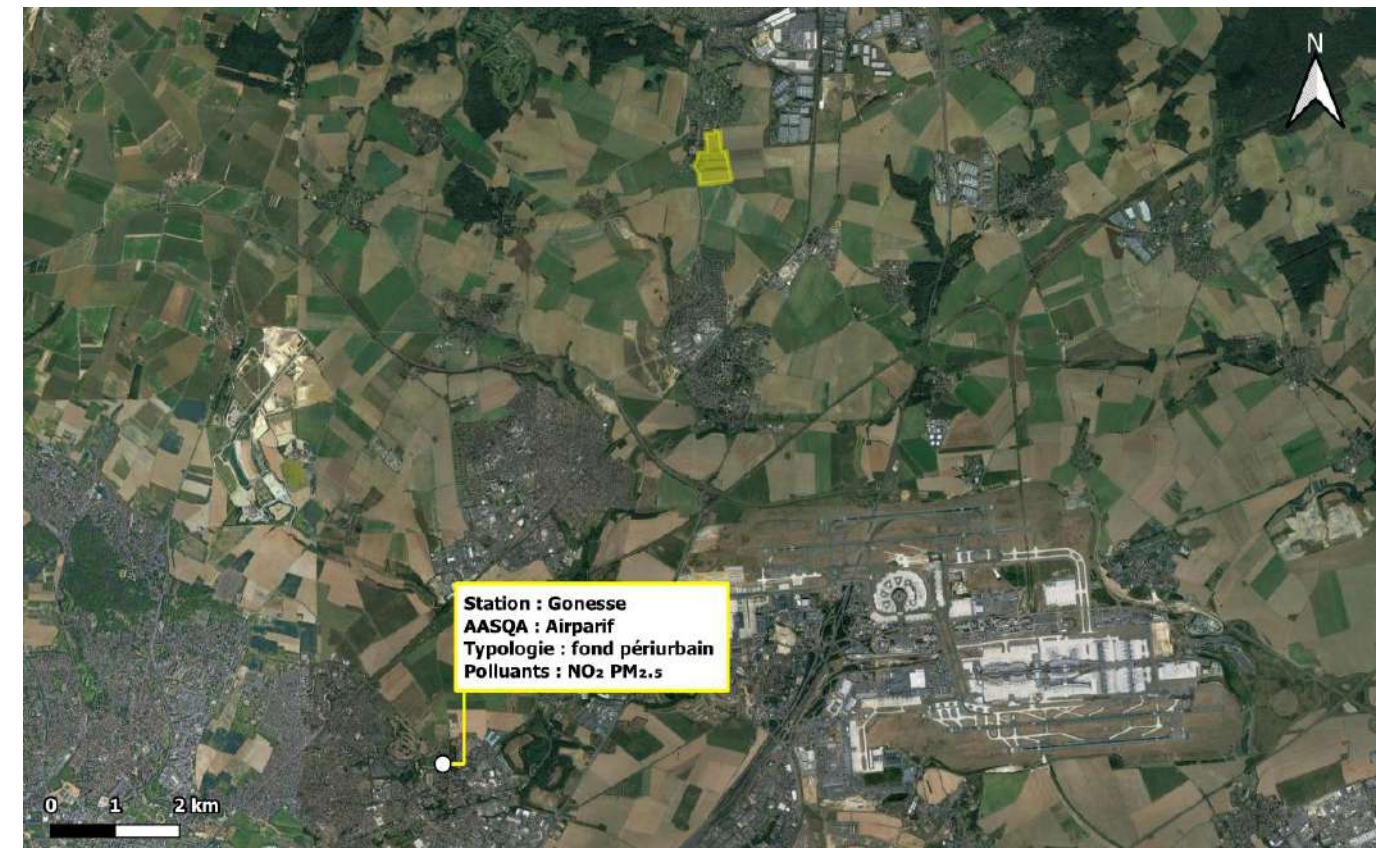 N
Station : Gonesse
AASQA : Airparif
Typologie : fond périurbain
Polluants : NO₂ PM₂.₅
0 1 2 km